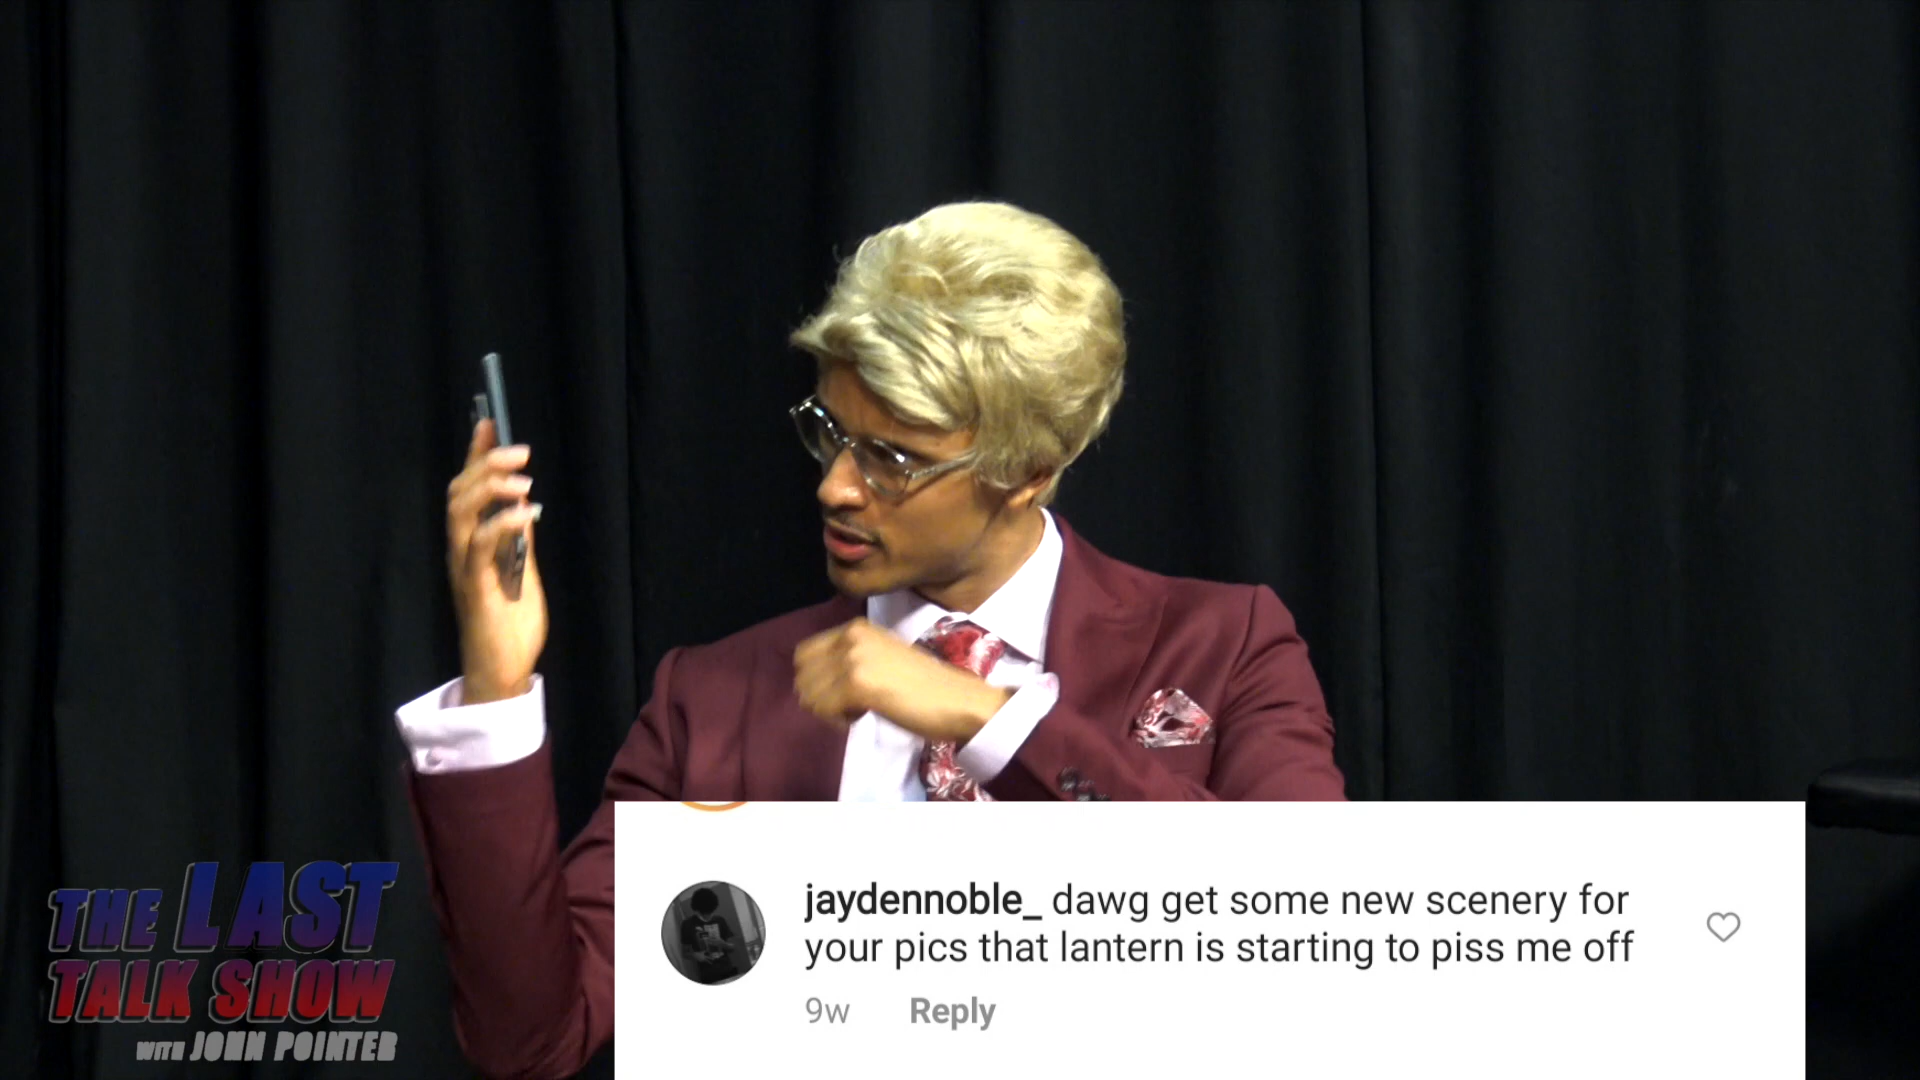 jaydennoble_ dawg get some new scenery for
your pics that lantern is starting to piss me off
9w Reply
THE LAST
TALK SHOW
WITH JOHN POINTER